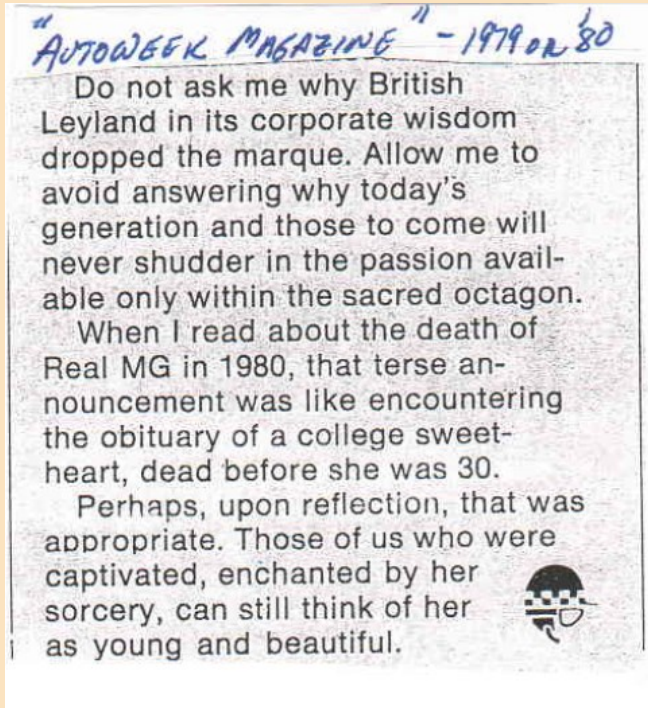 "AUTOWEEK MAGAZINE" - 1979 OR '80
Do not ask me why British
Leyland in its corporate wisdom
dropped the marque. Allow me to
avoid answering why today's
generation and those to come will
never shudder in the passion avail-
able only within the sacred octagon.
When I read about the death of
Real MG in 1980, that terse an-
nouncement was like encountering
the obituary of a college sweet-
heart, dead before she was 30.
Perhaps, upon reflection, that was
appropriate. Those of us who were
captivated, enchanted by her
sorcery, can still think of her
as young and beautiful.